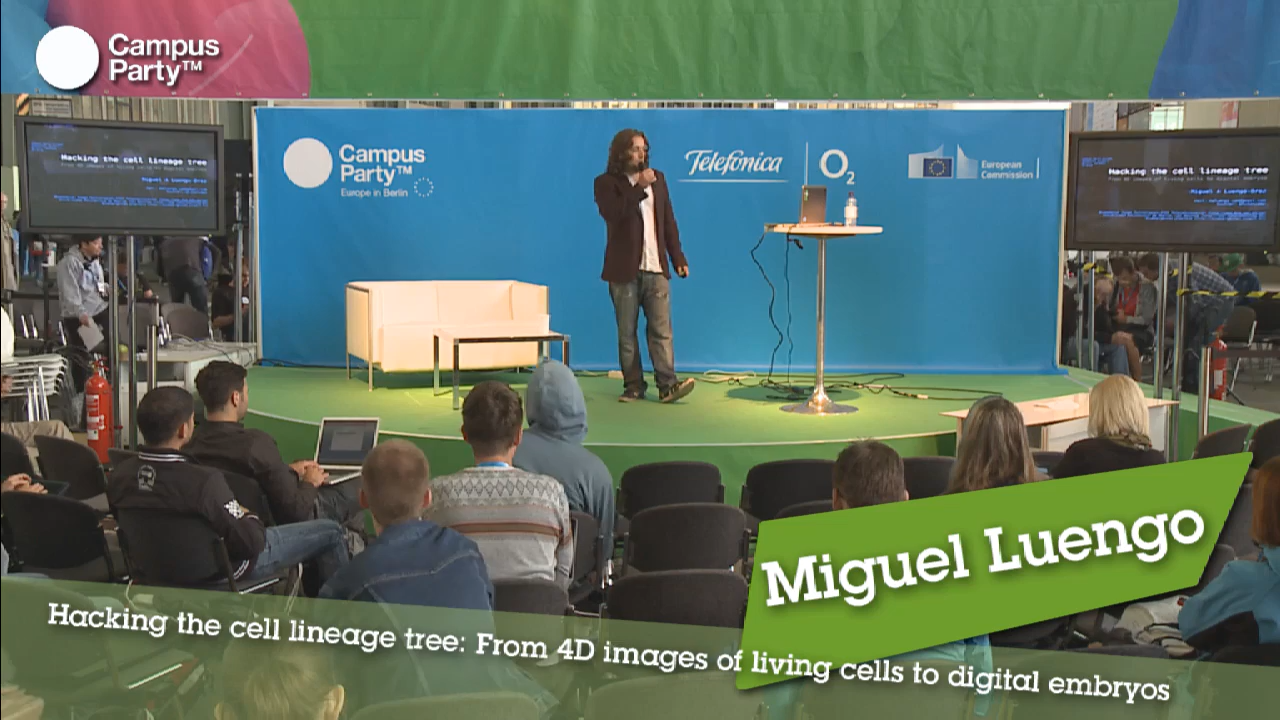 Campus
Party™
Hacking the cell lineage tree
Campus
Party™
Europe in Berlin
Telefónica
O2
European
Commission
Hacking the cell lineage tree
Miguel Luengo
Hacking the cell lineage tree: From 4D images of living cells to digital embryos